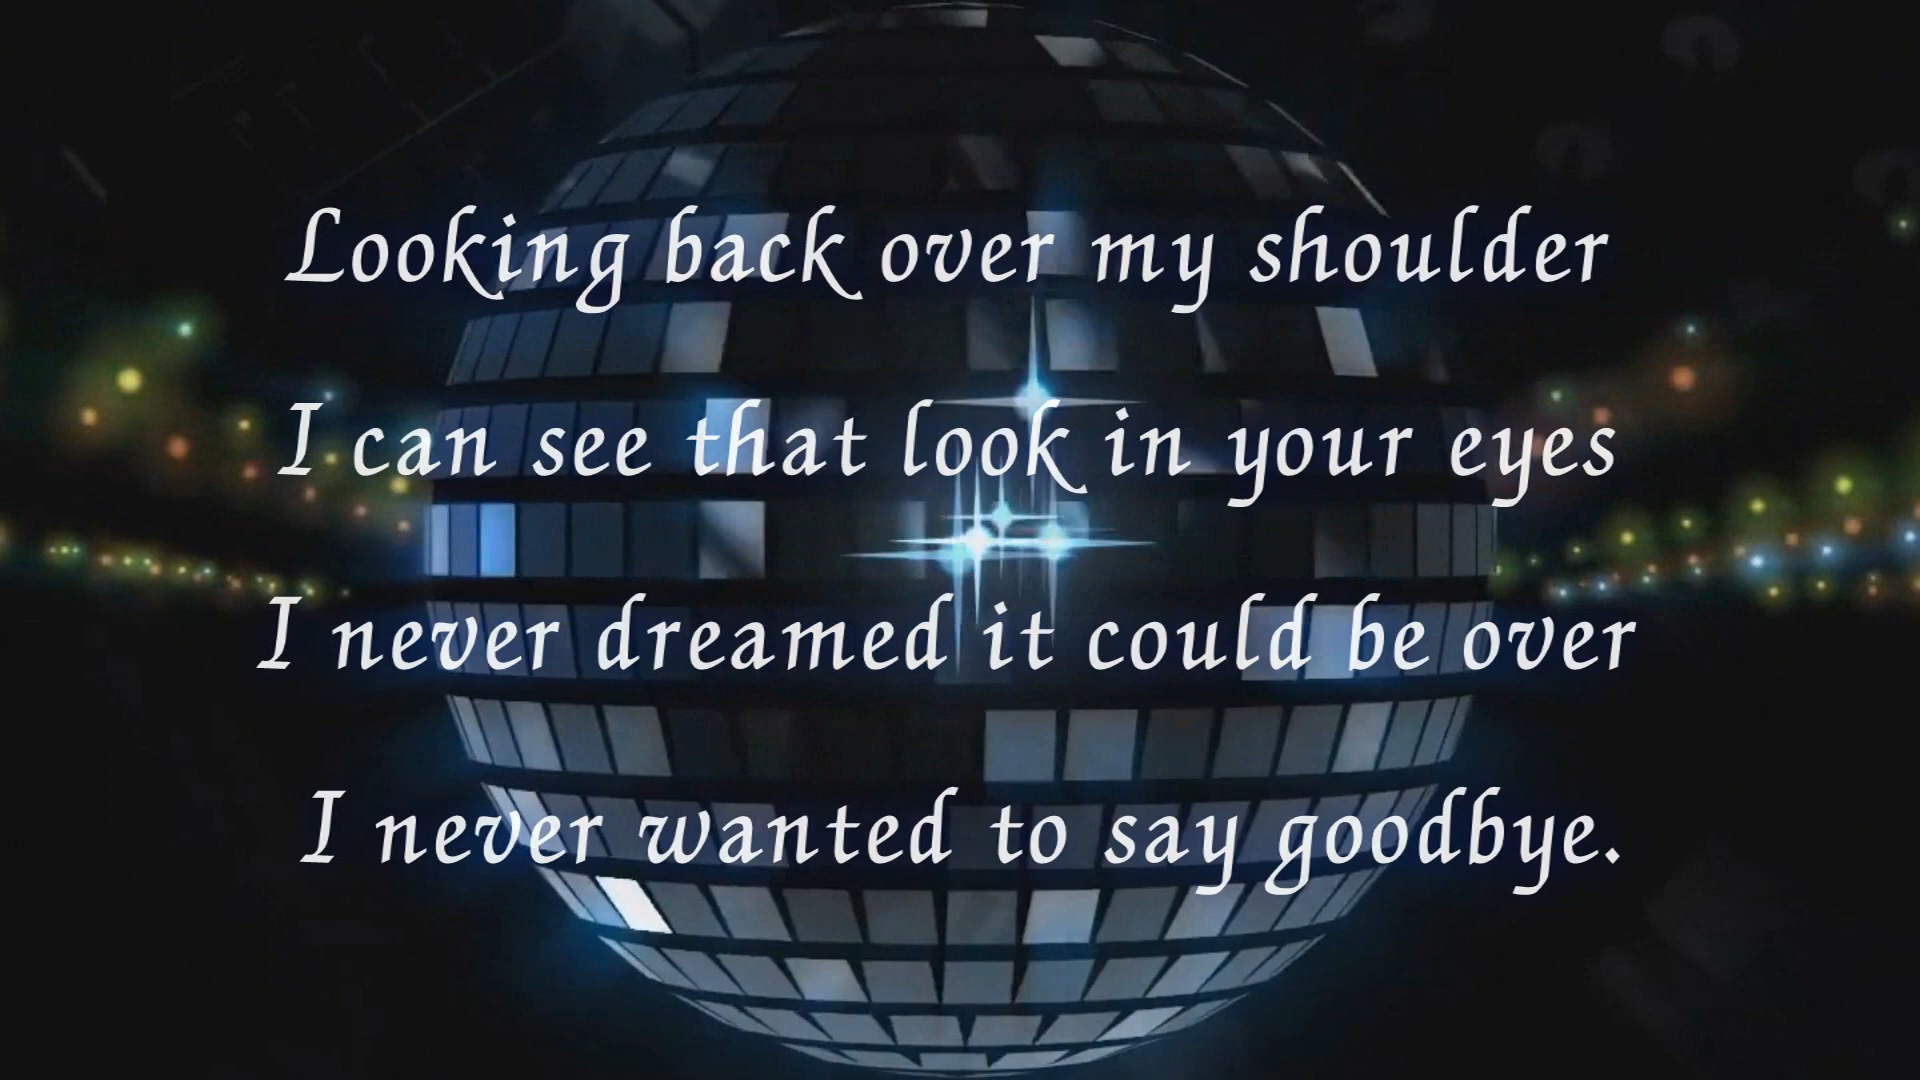 Looking back over my shoulder
I can see that look in your eyes
I never dreamed it could be over
I never wanted to say goodbye.